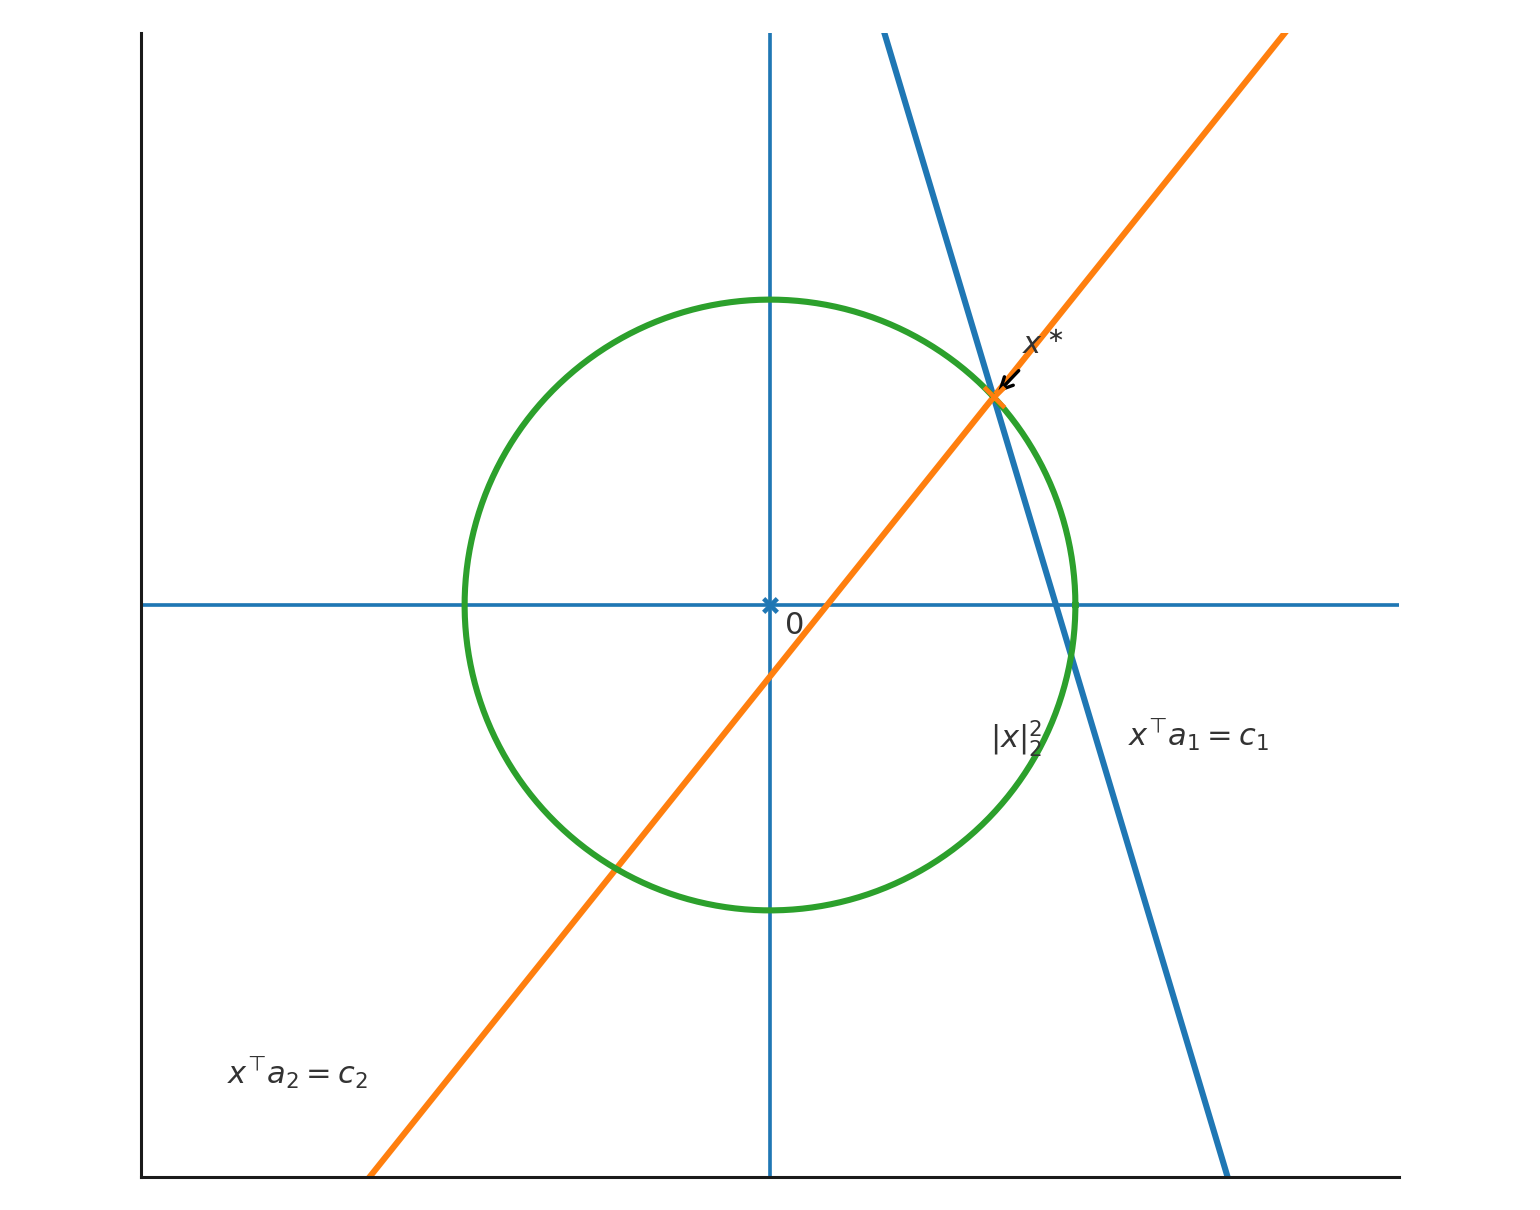 x *
0
|x|₂²
x⊤a₁ = c₁
x⊤a₂ = c₂